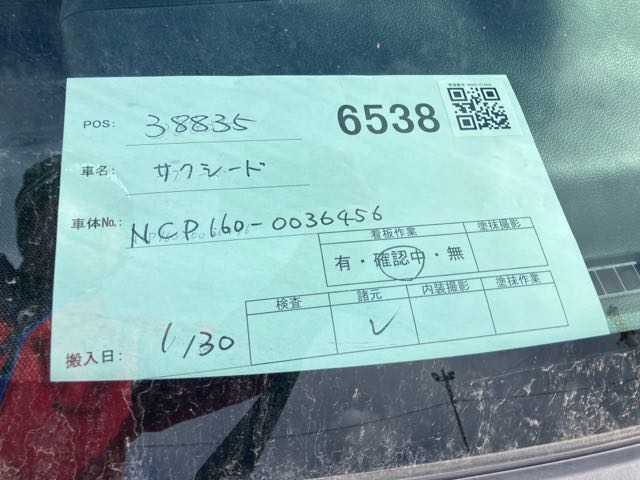 POS: 38835
6538
車名: サクシード
車体No.: NCP160-0036456
看板作業 塗抹撮影
有・確認中・無
検査 諸元 内装撮影 塗抹作業
搬入日: 1/30 ✓